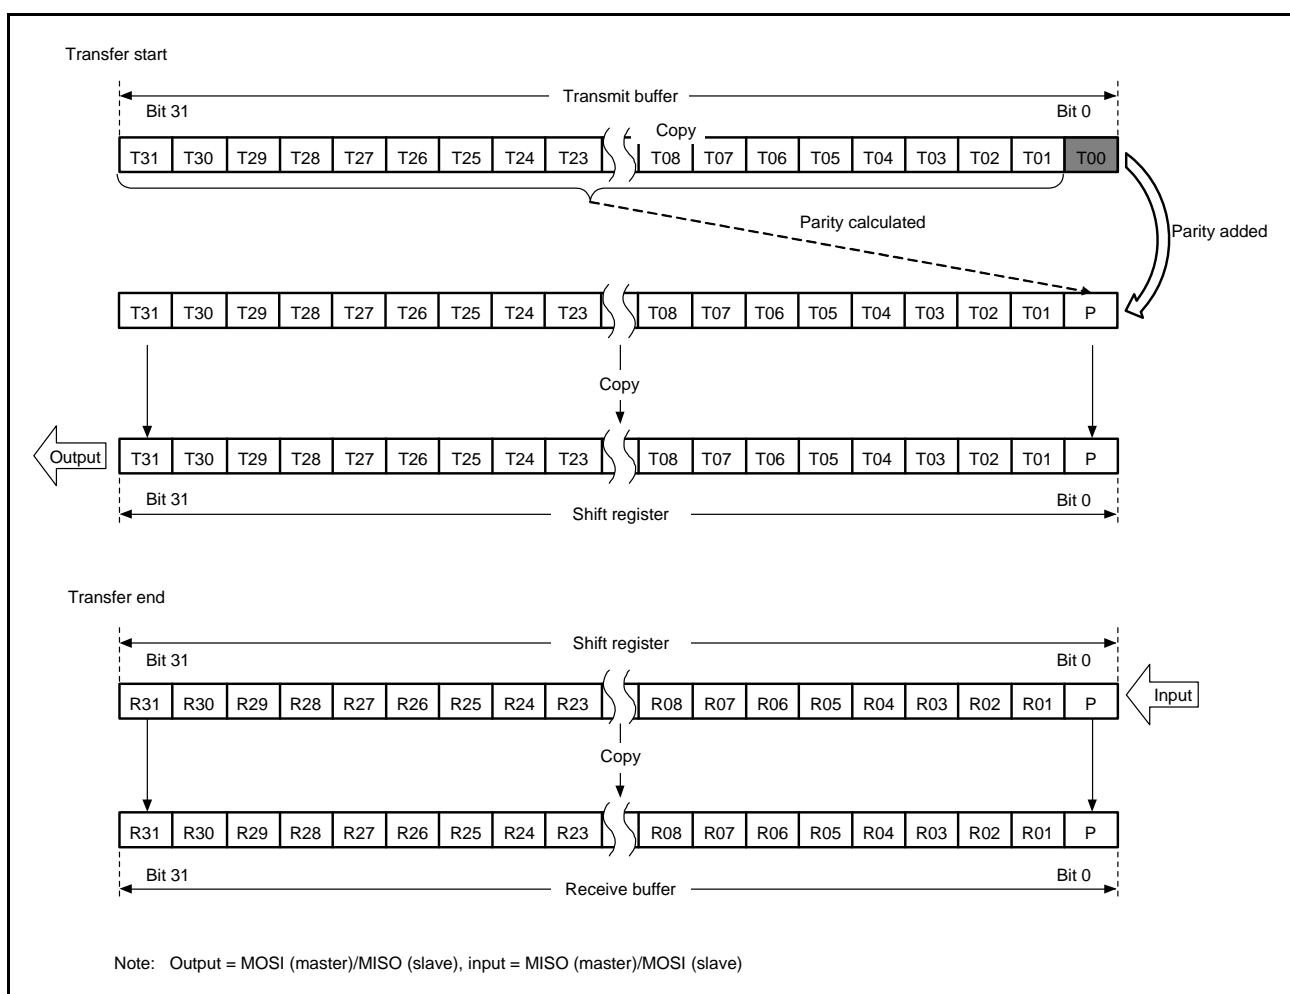 Transfer start
Transmit buffer
Bit 31 Bit 0
Copy
T31 T30 T29 T28 T27 T26 T25 T24 T23 T08 T07 T06 T05 T04 T03 T02 T01 T00
Parity calculated
Parity added
T31 T30 T29 T28 T27 T26 T25 T24 T23 T08 T07 T06 T05 T04 T03 T02 T01 P
Copy
Output T31 T30 T29 T28 T27 T26 T25 T24 T23 T08 T07 T06 T05 T04 T03 T02 T01 P
Bit 31 Bit 0
Shift register
Transfer end
Shift register
Bit 31 Bit 0
R31 R30 R29 R28 R27 R26 R25 R24 R23 R08 R07 R06 R05 R04 R03 R02 R01 P Input
Copy
R31 R30 R29 R28 R27 R26 R25 R24 R23 R08 R07 R06 R05 R04 R03 R02 R01 P
Bit 31 Bit 0
Receive buffer
Note: Output = MOSI (master)/MISO (slave), input = MISO (master)/MOSI (slave)